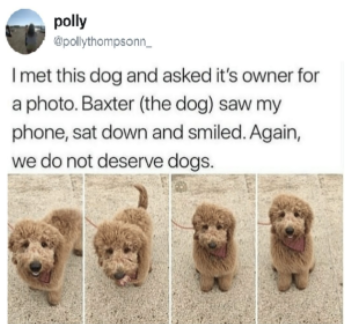 polly
@pollythompsonn_
I met this dog and asked it's owner for
a photo. Baxter (the dog) saw my
phone, sat down and smiled. Again,
we do not deserve dogs.